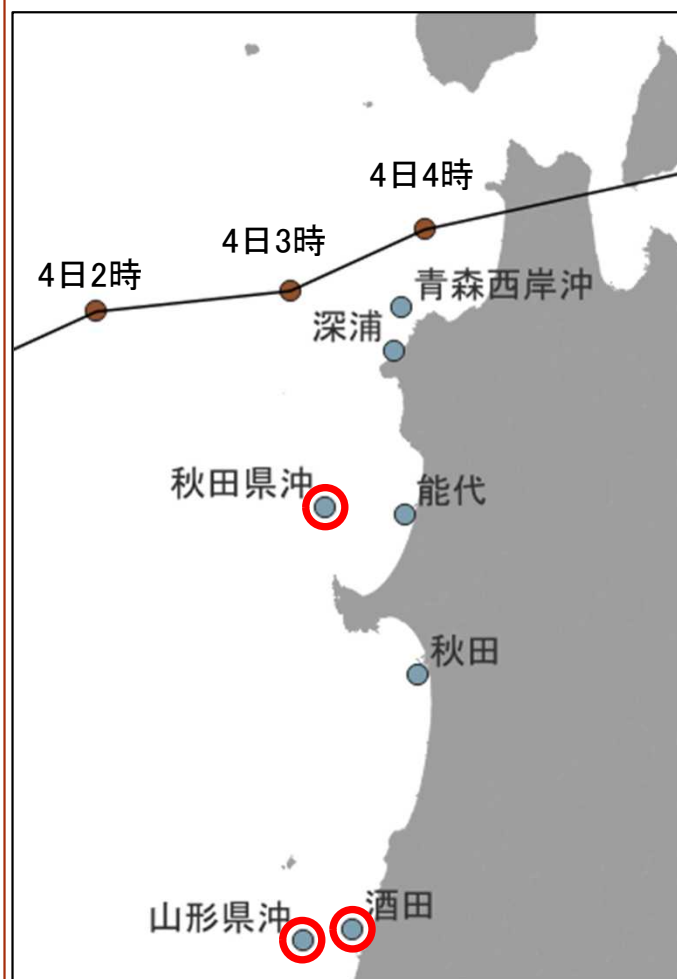 4日4時
4日3時
4日2時
青森西岸沖
深浦
秋田県沖
能代
秋田
酒田
山形県沖